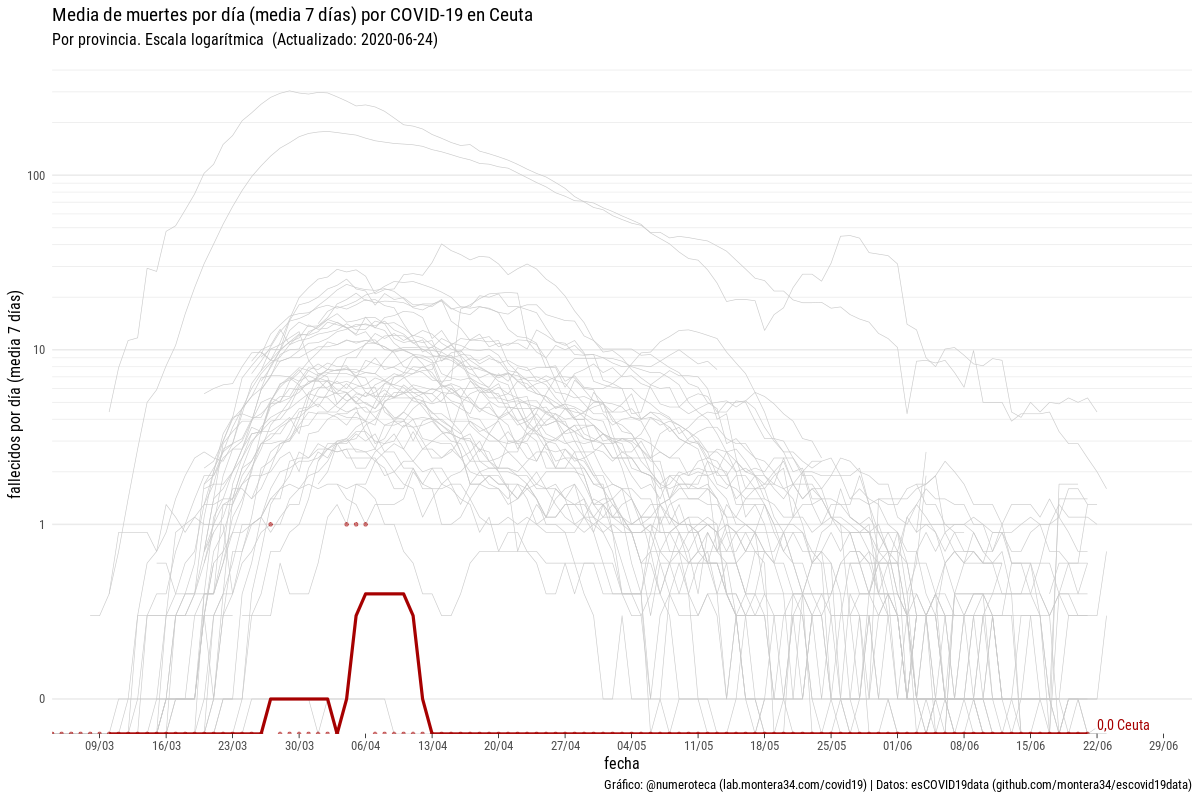 Media de muertes por día (media 7 días) por COVID-19 en Ceuta
Por provincia. Escala logarítmica  (Actualizado: 2020-06-24)
fallecidos por día (media  7 días)
100
10
1
0
0,0 Ceuta
09/03 16/03 23/03 30/03 06/04 13/04 20/04 27/04 04/05 11/05 18/05 25/05 01/06 08/06 15/06 22/06 29/06
fecha
Gráfico: @numeroteca (lab.montera34.com/covid19) | Datos: esCOVID19data (github.com/montera34/escovid19data)